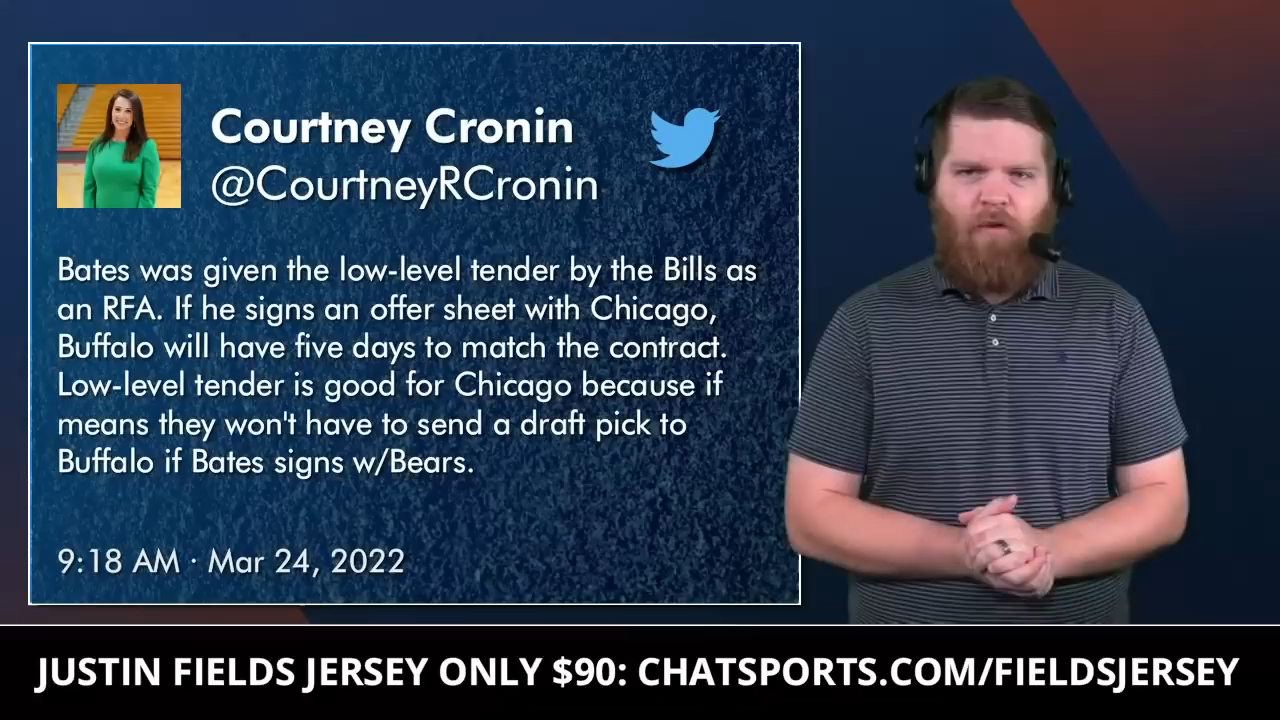 Courtney Cronin
@CourtneyRCronin
Bates was given the low-level tender by the Bills as
an RFA. If he signs an offer sheet with Chicago,
Buffalo will have five days to match the contract.
Low-level tender is good for Chicago because if
means they won't have to send a draft pick to
Buffalo if Bates signs w/Bears.
9:18 AM · Mar 24, 2022
JUSTIN FIELDS JERSEY ONLY $90: CHATSPORTS.COM/FIELDSJERSEY